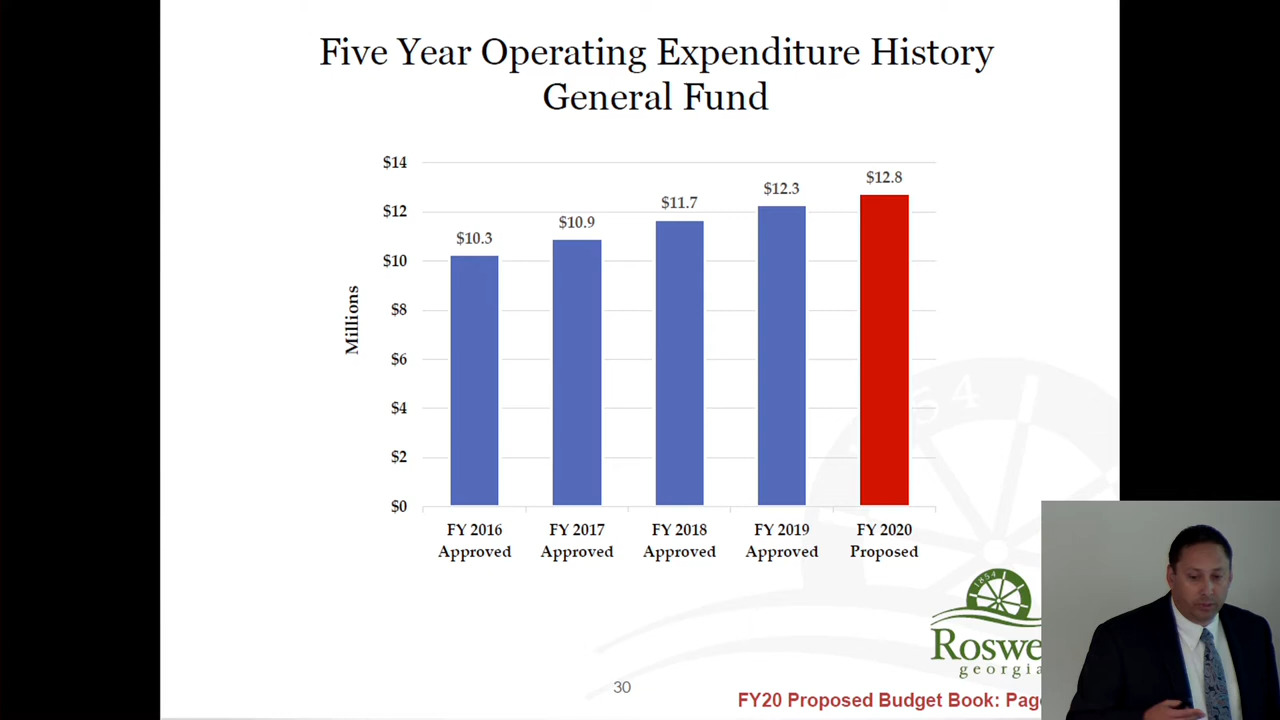 Five Year Operating Expenditure History
General Fund
$14
$12
$10
$8
$6
$4
$2
$0
Millions
$10.3
$10.9
$11.7
$12.3
$12.8
FY 2016 Approved
FY 2017 Approved
FY 2018 Approved
FY 2019 Approved
FY 2020 Proposed
1854
1854
Roswe
georgia
30
FY20 Proposed Budget Book: Pag